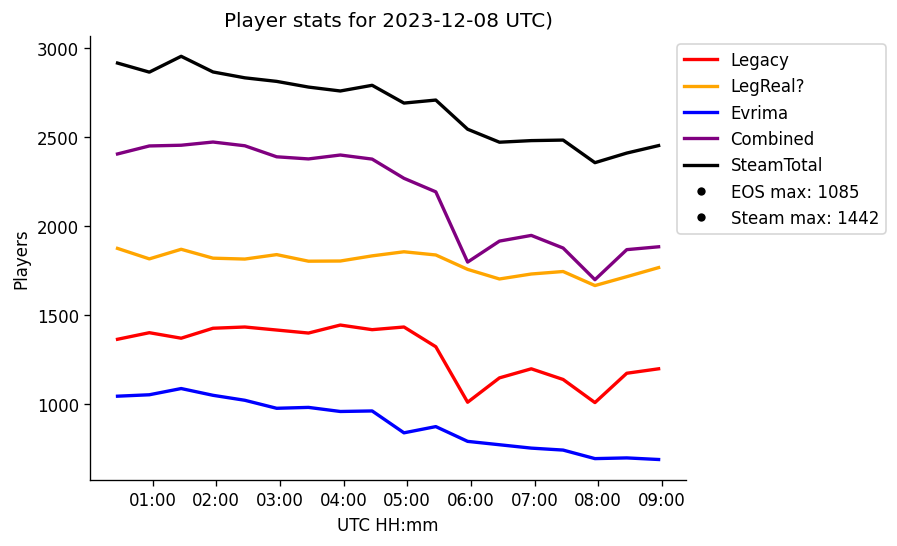 Player stats for 2023-12-08 UTC)
3000
2500
2000
1500
1000
Players
01:00 02:00 03:00 04:00 05:00 06:00 07:00 08:00 09:00
UTC HH:mm
Legacy
LegReal?
Evrima
Combined
SteamTotal
EOS max: 1085
Steam max: 1442